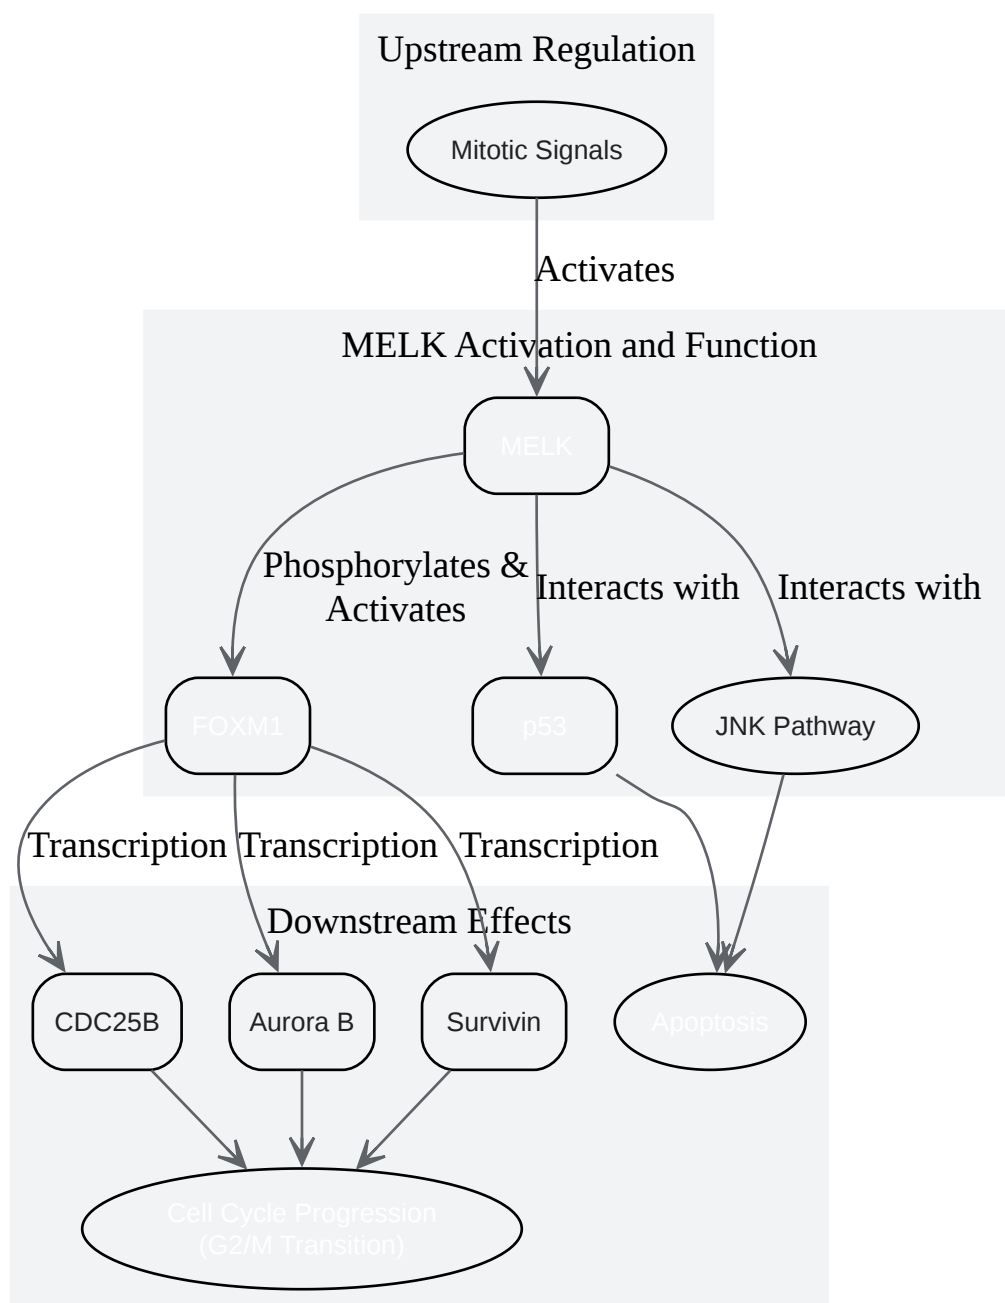 Upstream Regulation
Mitotic Signals
Activates
MELK Activation and Function
MELK
Phosphorylates &
Activates
Interacts with
Interacts with
FOXM1
p53
JNK Pathway
Transcription
Transcription
Transcription
Downstream Effects
CDC25B
Aurora B
Survivin
Apoptosis
Cell Cycle Progression
(G2/M Transition)